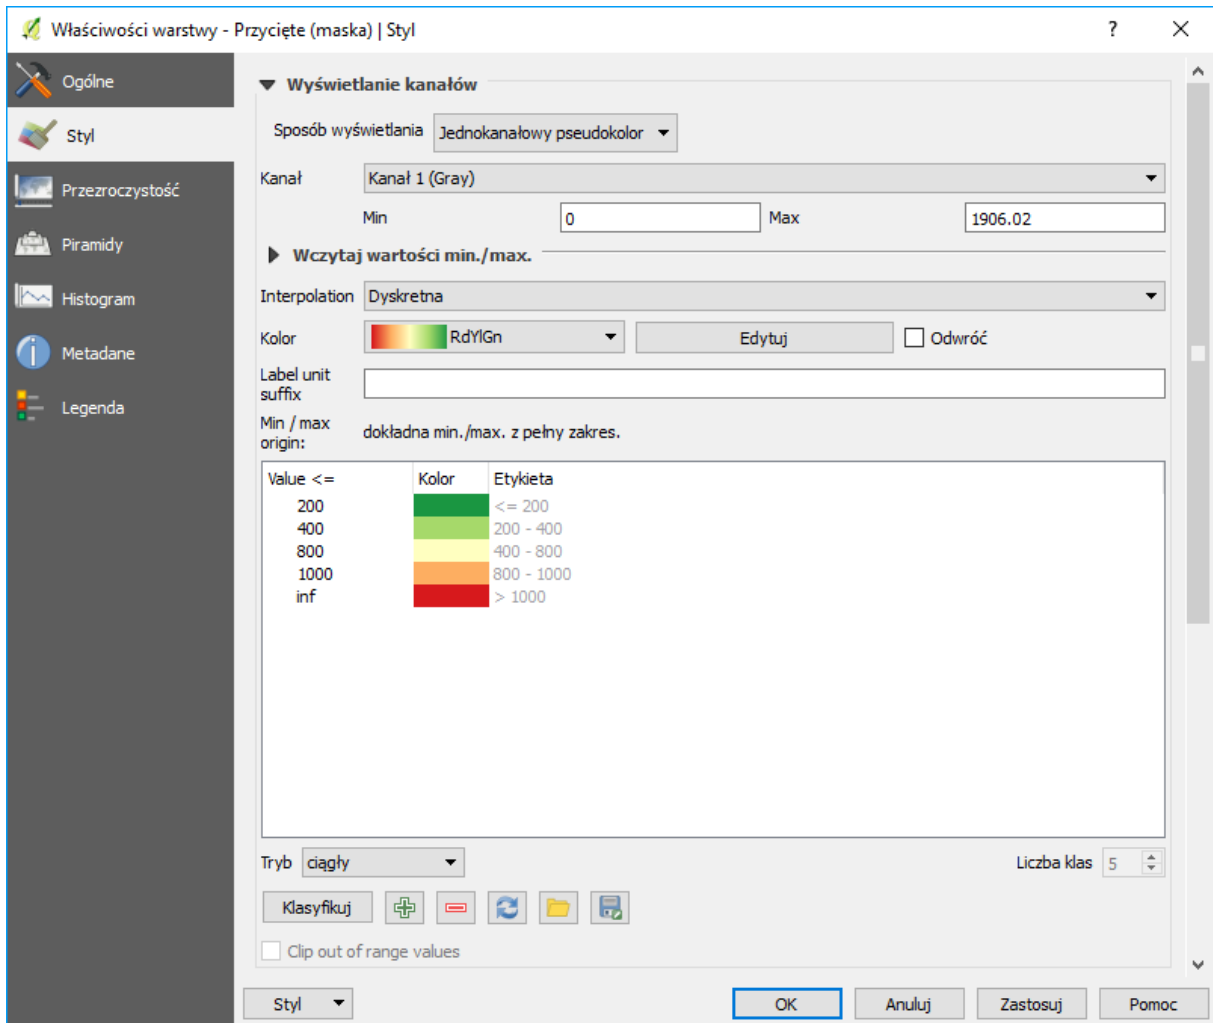 Właściwości warstwy - Przycięte (maska) | Styl
?
Ogólne
Styl
Przezroczystość
Piramidy
Histogram
Metadane
Legenda
Wyświetlanie kanałów
Sposób wyświetlania Jednokanałowy pseudokolor
Kanał Kanał 1 (Gray)
Min 0 Max 1906.02
Wczytaj wartości min./max.
Interpolation Dyskretna
Kolor RdYlGn Edytuj Odwróć
Label unit
suffix
Min / max
origin: dokładna min./max. z pełny zakres.
Value <= Kolor Etykieta
200 <= 200
400 200 - 400
800 400 - 800
1000 800 - 1000
inf > 1000
Tryb ciągły Liczba klas 5
Klasyfikuj
Clip out of range values
Styl OK Anuluj Zastosuj Pomoc